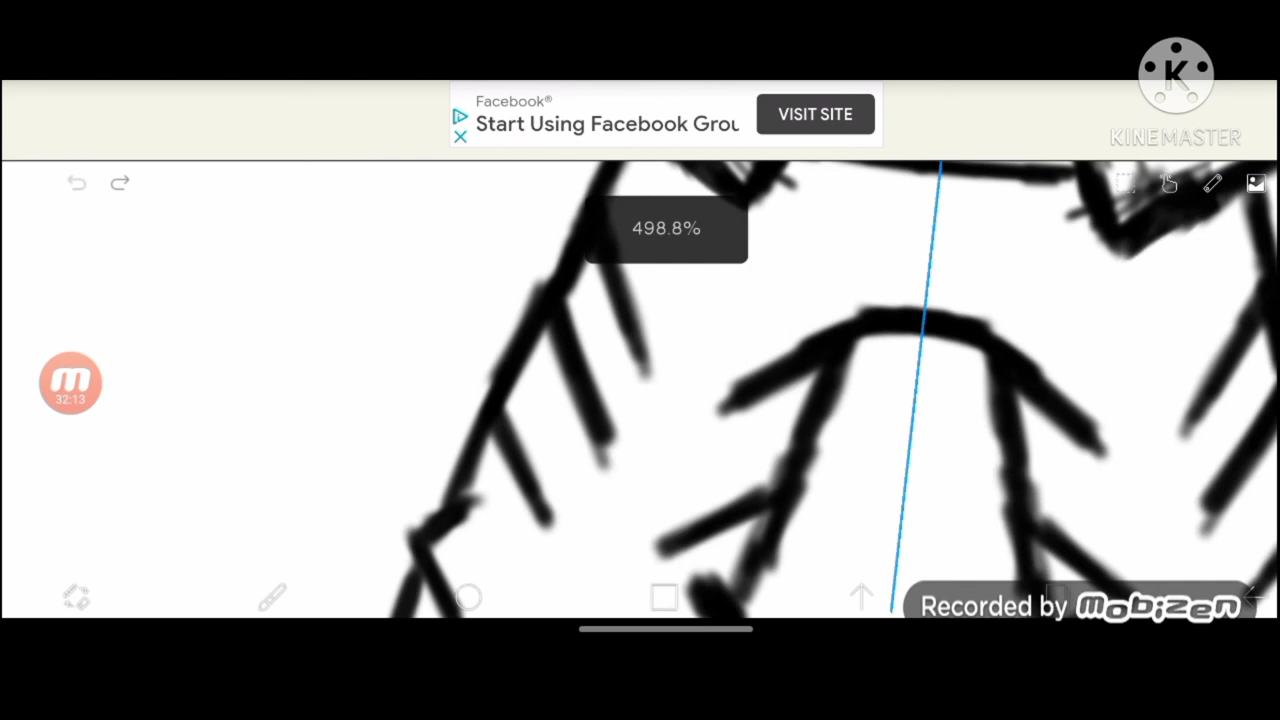 Facebook®
Start Using Facebook Grou
VISIT SITE
K
KINEMASTER
498.8%
m
32:13
Recorded by mobizen